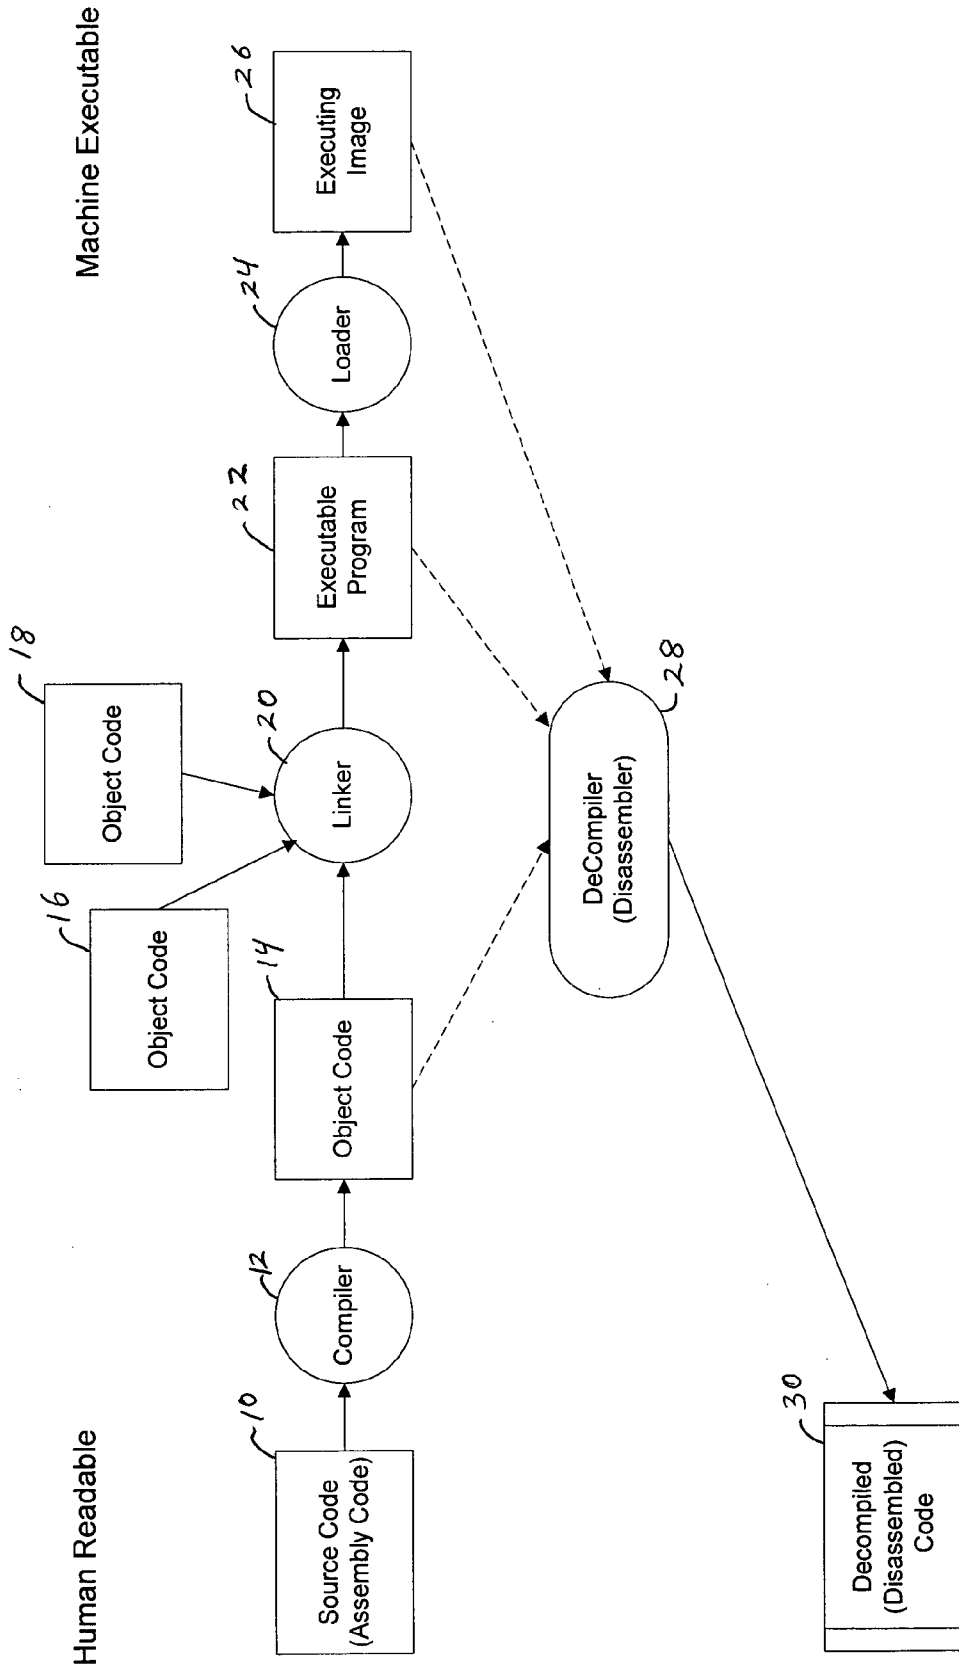 Human Readable
Machine Executable
18
Object Code
16
Object Code
10
Source Code
(Assembly Code)
12
Compiler
14
Object Code
20
Linker
22
Executable
Program
24
Loader
26
Executing
Image
DeCompiler
(Disassembler)
28
30
Decompiled
(Disassembled)
Code